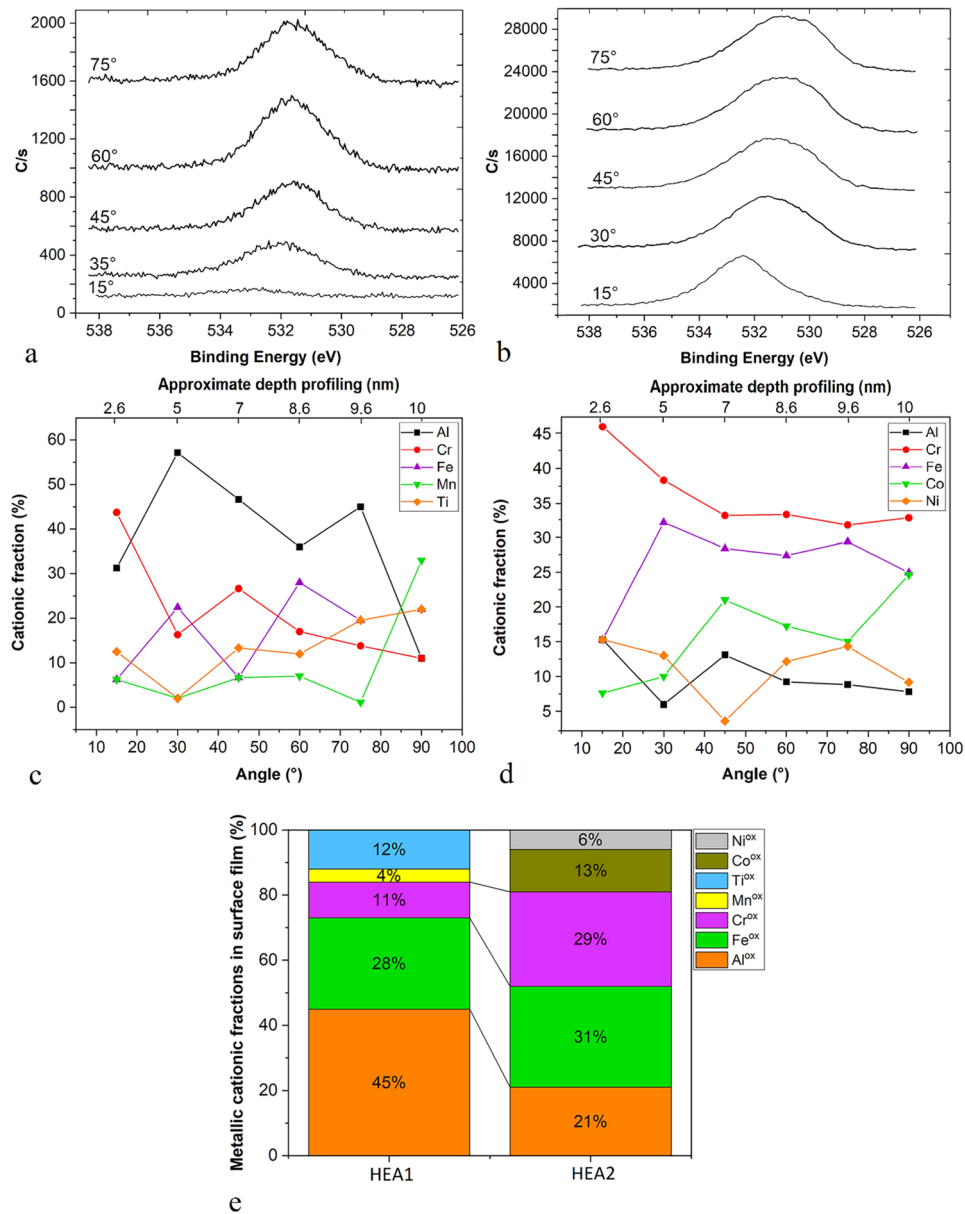 2000
1600
1200
800
400
0
C/s
75°
60°
45°
35°
15°
538 536 534 532 530 528 526
Binding Energy (eV)
a
28000
24000
20000
16000
12000
8000
4000
C/s
75°
60°
45°
30°
15°
538 536 534 532 530 528 526
Binding Energy (eV)
b
Approximate depth profiling (nm)
2.6 5 7 8.6 9.6 10
60
50
40
30
20
10
0
Cationic fraction (%)
Al
Cr
Fe
Mn
Ti
10 20 30 40 50 60 70 80 90 100
Angle (°)
c
Approximate depth profiling (nm)
2.6 5 7 8.6 9.6 10
45
40
35
30
25
20
15
10
5
Cationic fraction (%)
Al
Cr
Fe
Co
Ni
10 20 30 40 50 60 70 80 90 100
Angle (°)
d
100
80
60
40
20
0
Metallic cationic fractions in surface film (%)
12%
4%
11%
28%
45%
6%
13%
29%
31%
21%
HEA1 HEA2
Ni^ox
Co^ox
Ti^ox
Mn^ox
Cr^ox
Fe^ox
Al^ox
e